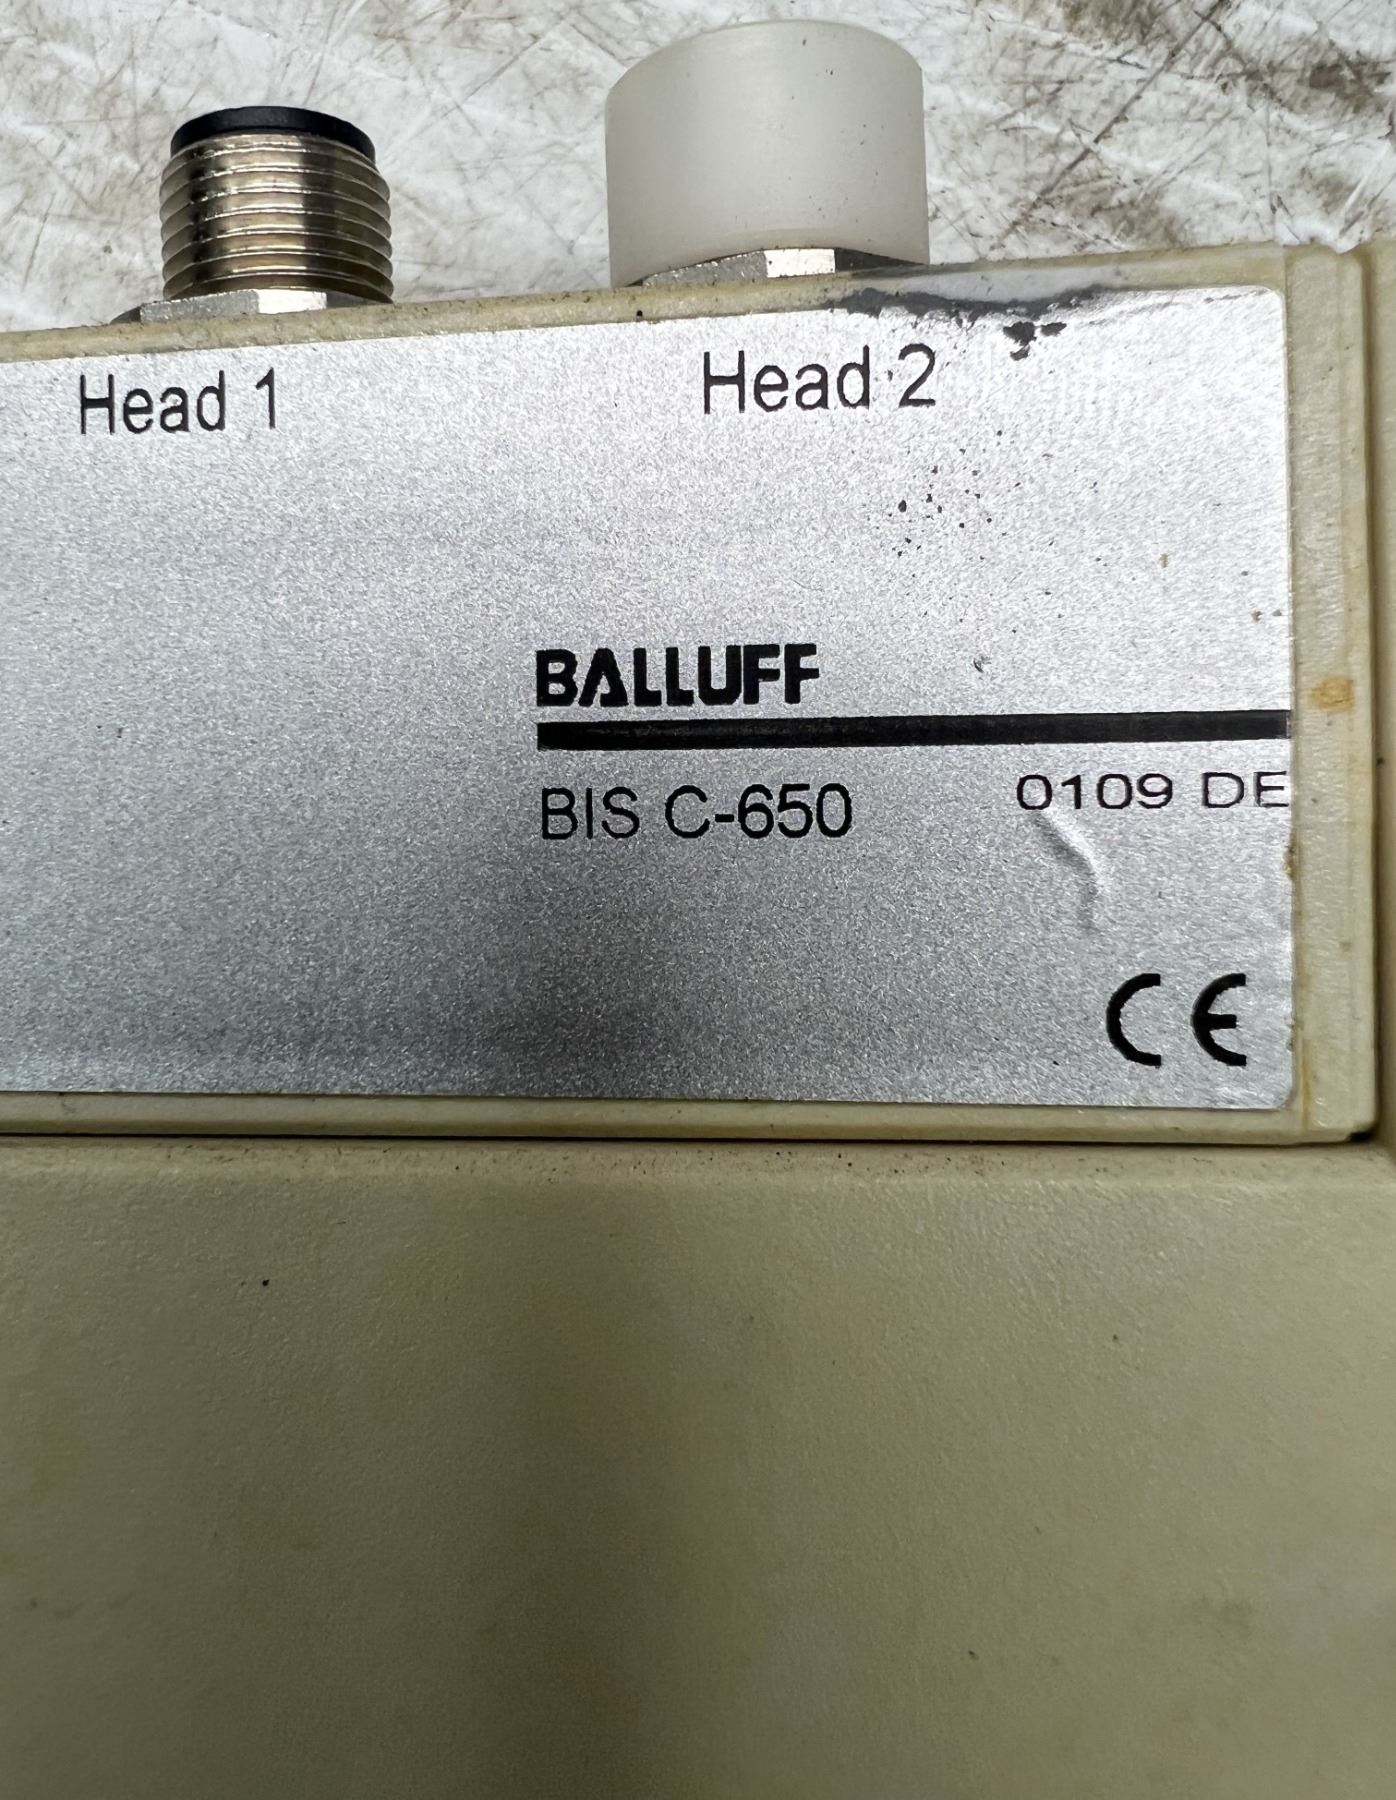 Head 1
Head 2
BALLUFF
BIS C-650
0109 DE
CE